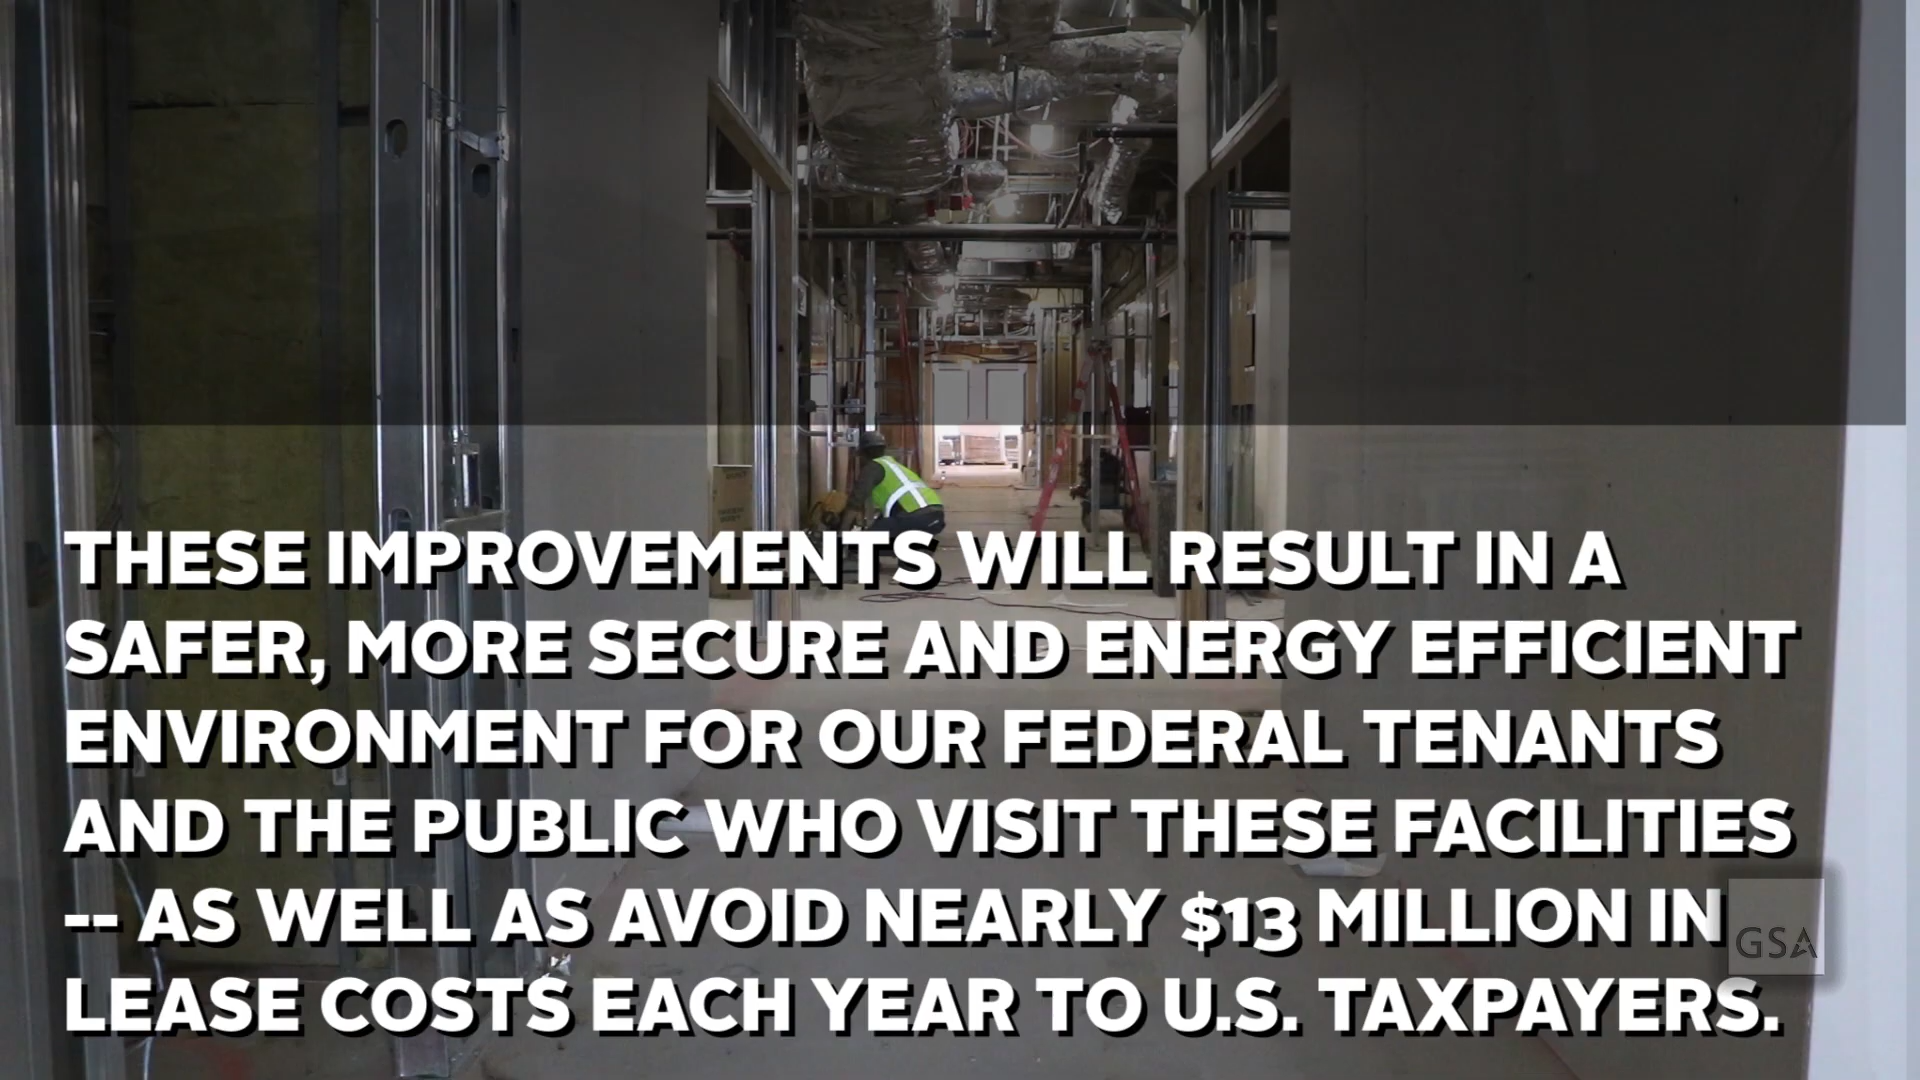 THESE IMPROVEMENTS WILL RESULT IN A
SAFER, MORE SECURE AND ENERGY EFFICIENT
ENVIRONMENT FOR OUR FEDERAL TENANTS
AND THE PUBLIC WHO VISIT THESE FACILITIES
-- AS WELL AS AVOID NEARLY $13 MILLION IN
LEASE COSTS EACH YEAR TO U.S. TAXPAYERS.
GSA